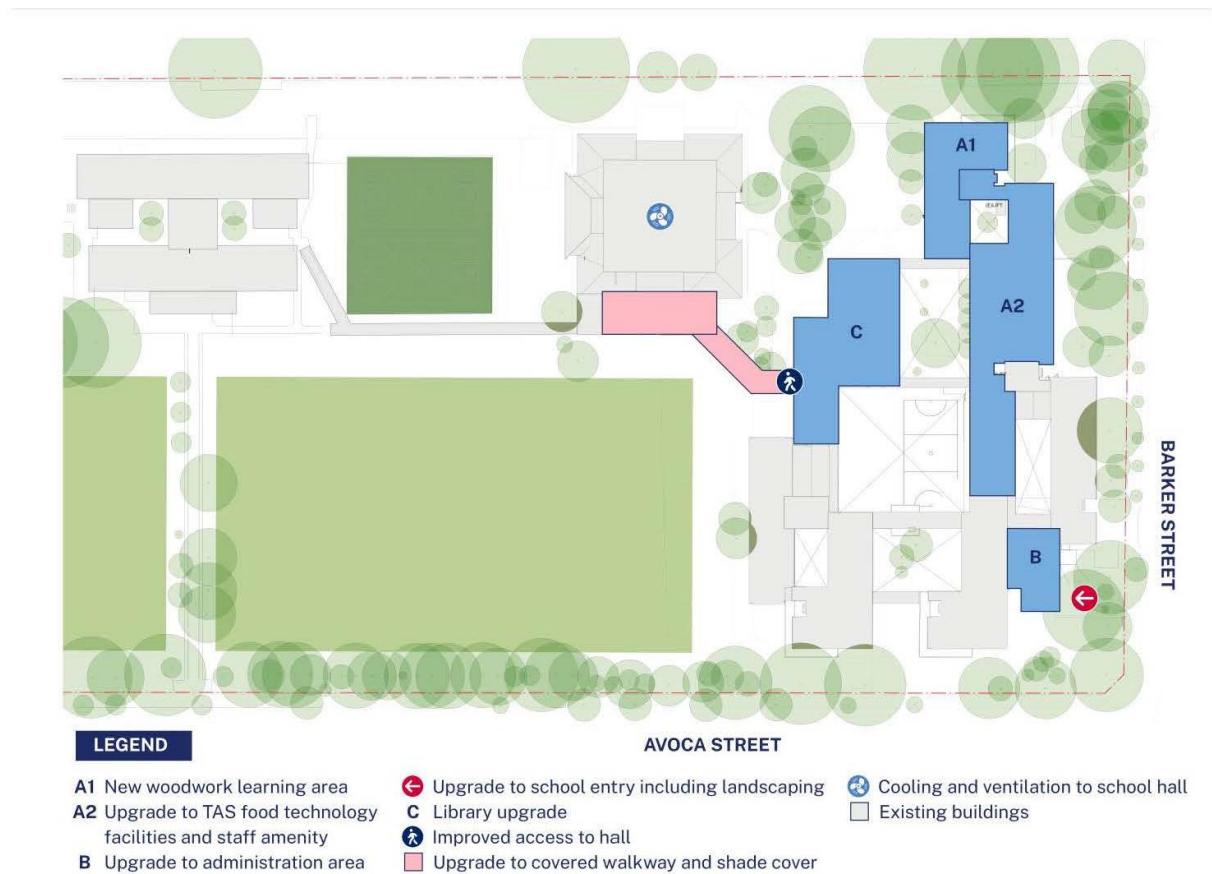 A1
A2
C
BARKER STREET
B
LEGEND
AVOCA STREET
A1 New woodwork learning area
A2 Upgrade to TAS food technology
facilities and staff amenity
B Upgrade to administration area
Upgrade to school entry including landscaping
C Library upgrade
Improved access to hall
Upgrade to covered walkway and shade cover
Cooling and ventilation to school hall
Existing buildings